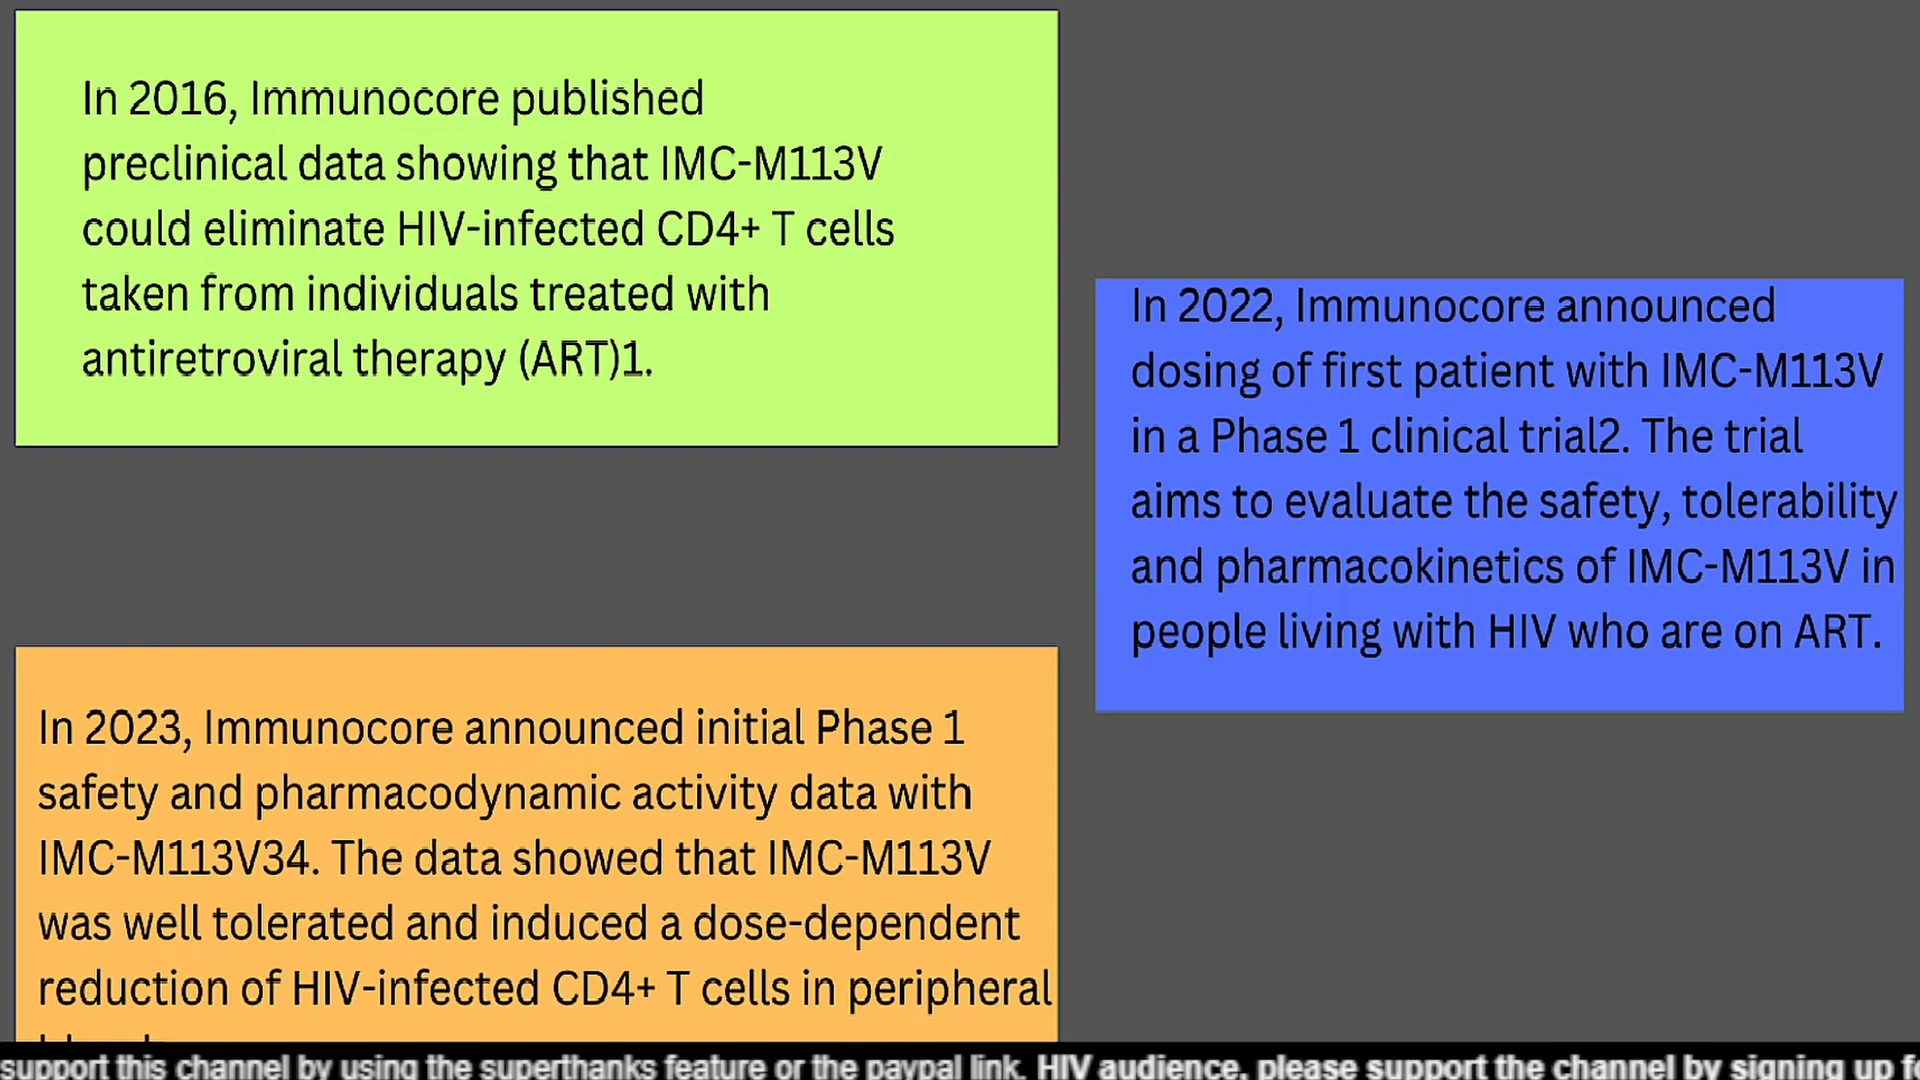 In 2016, Immunocore published
preclinical data showing that IMC-M113V
could eliminate HIV-infected CD4+ T cells
taken from individuals treated with
antiretroviral therapy (ART)1.
In 2022, Immunocore announced
dosing of first patient with IMC-M113V
in a Phase 1 clinical trial2. The trial
aims to evaluate the safety, tolerability
and pharmacokinetics of IMC-M113V in
people living with HIV who are on ART.
In 2023, Immunocore announced initial Phase 1
safety and pharmacodynamic activity data with
IMC-M113V34. The data showed that IMC-M113V
was well tolerated and induced a dose-dependent
reduction of HIV-infected CD4+ T cells in peripheral
support this channel by using the superthanks feature or the paypal link. HIV audience, please support the channel by signing up